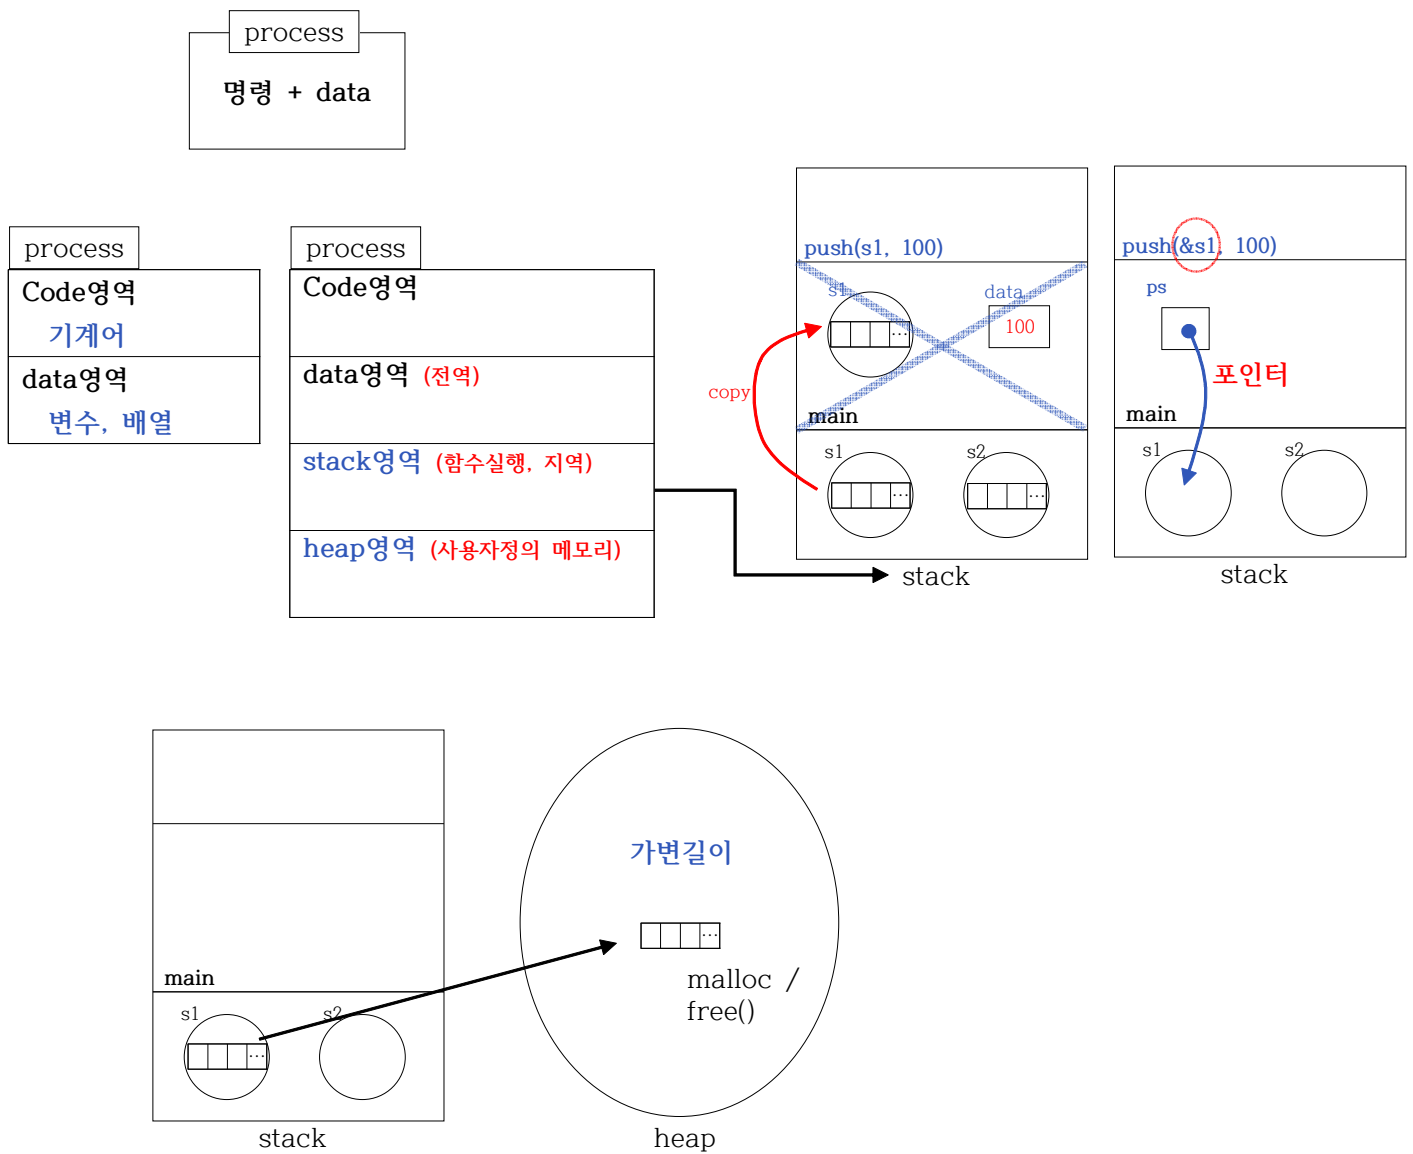 process
명령 + data
process
Code영역
기계어
data영역
변수, 배열
process
Code영역
data영역 (전역)
stack영역 (함수실행, 지역)
heap영역 (사용자정의 메모리)
push(s1, 100)
s1
data
100
...
copy
main
s1
s2
...
...
stack
push(&s1, 100)
ps
포인터
main
s1
s2
stack
main
s1
s2
...
stack
가변길이
...
malloc /
free()
heap